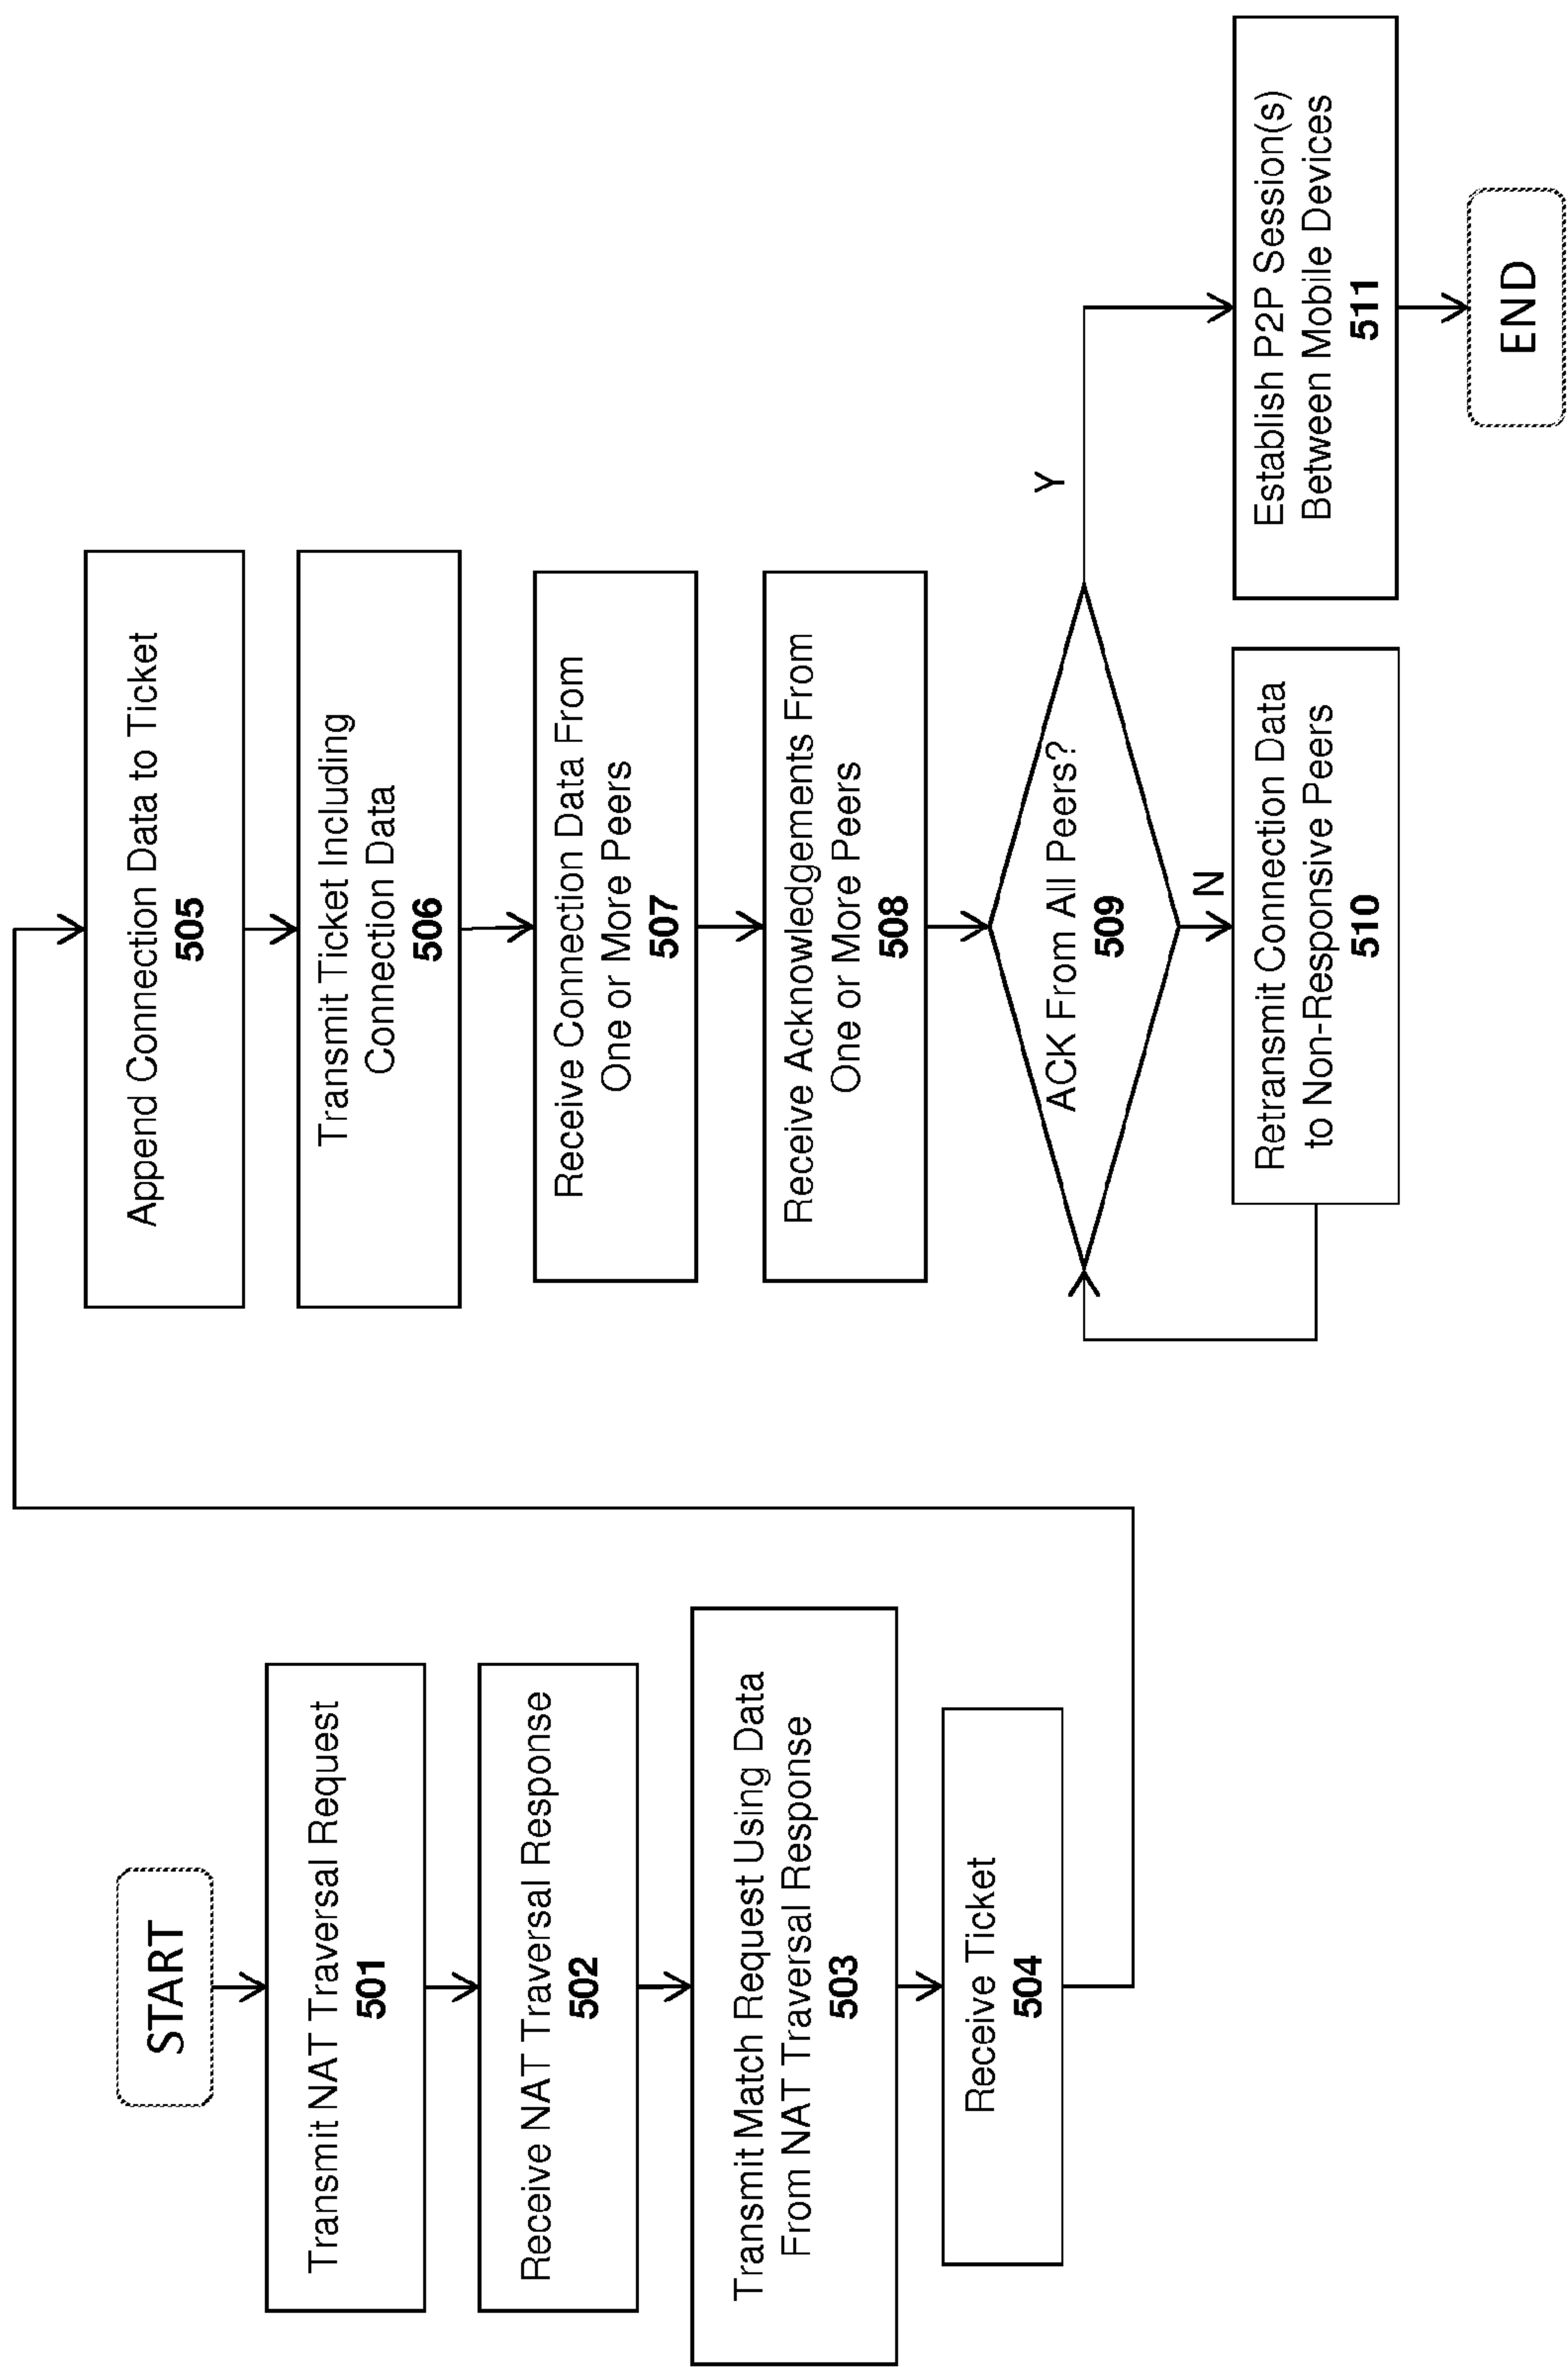 START
Transmit NAT Traversal Request
501
Receive NAT Traversal Response
502
Transmit Match Request Using Data
From NAT Traversal Response
503
Receive Ticket
504
Append Connection Data to Ticket
505
Transmit Ticket Including
Connection Data
506
Receive Connection Data From
One or More Peers
507
Receive Acknowledgements From
One or More Peers
508
ACK From All Peers?
509
Y
N
Retransmit Connection Data
to Non-Responsive Peers
510
Establish P2P Session(s)
Between Mobile Devices
511
END